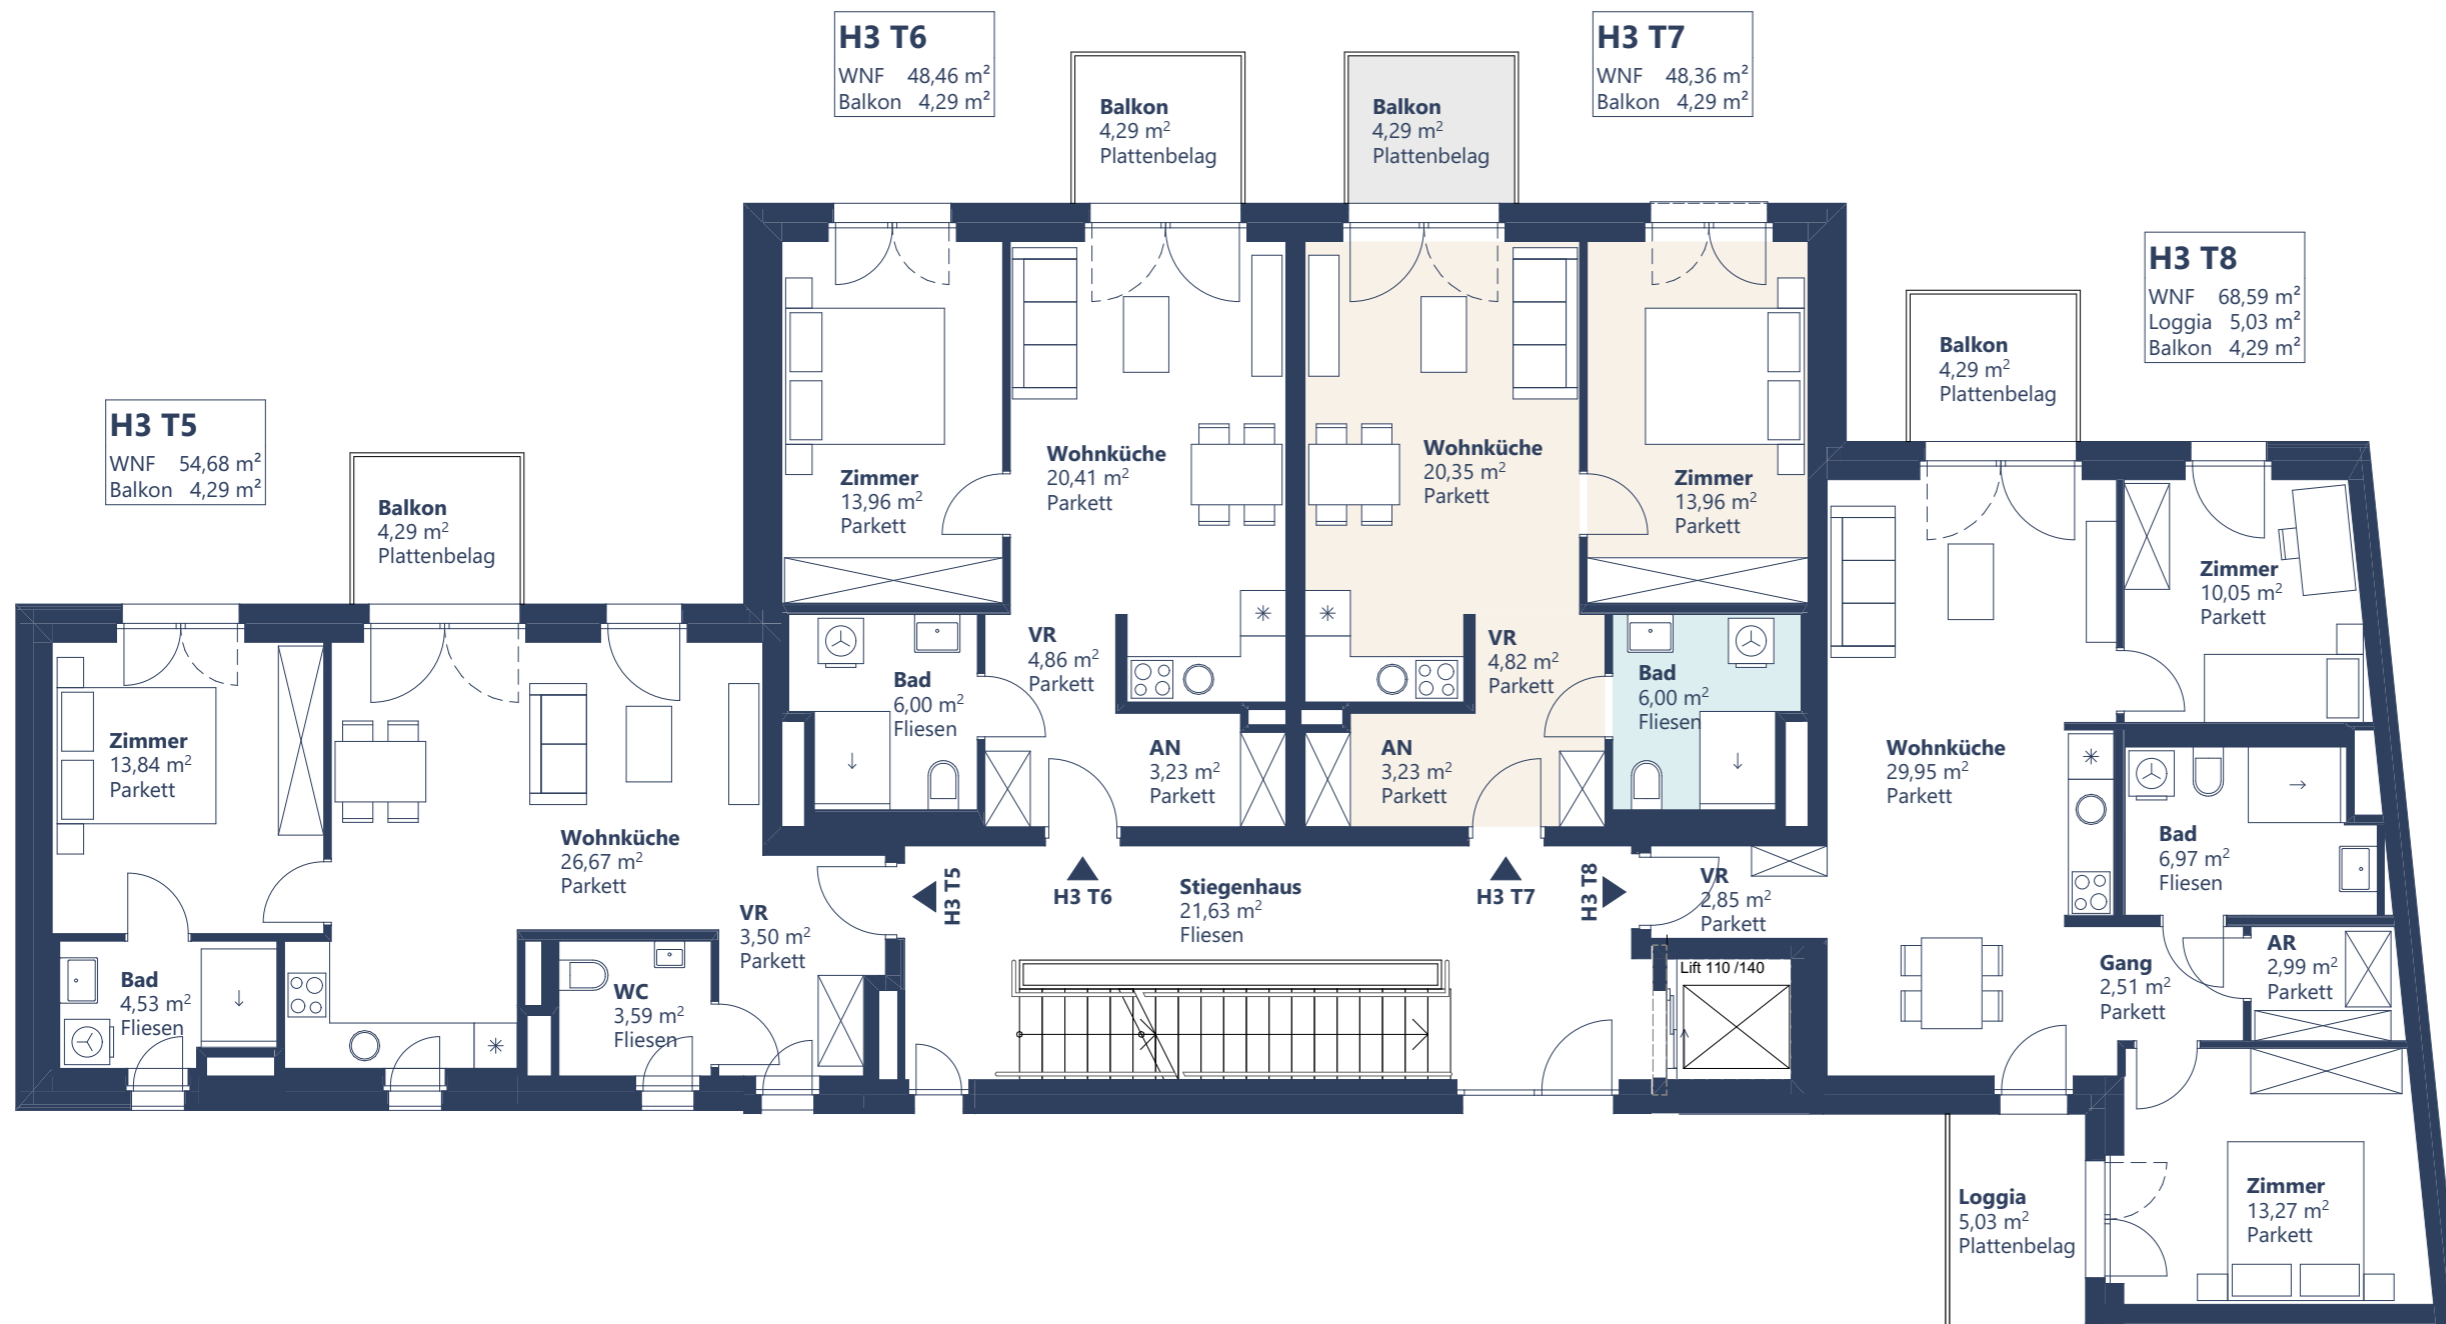 H3 T6
WNF 48,46 m²
Balkon 4,29 m²
H3 T7
WNF 48,36 m²
Balkon 4,29 m²
Balkon
4,29 m²
Plattenbelag
Balkon
4,29 m²
Plattenbelag
H3 T8
WNF 68,59 m²
Loggia 5,03 m²
Balkon 4,29 m²
Balkon
4,29 m²
Plattenbelag
H3 T5
WNF 54,68 m²
Balkon 4,29 m²
Balkon
4,29 m²
Plattenbelag
Zimmer
13,96 m²
Parkett
Wohnküche
20,41 m²
Parkett
Wohnküche
20,35 m²
Parkett
Zimmer
13,96 m²
Parkett
Zimmer
10,05 m²
Parkett
VR
4,86 m²
Parkett
VR
4,82 m²
Parkett
Bad
6,00 m²
Fliesen
Bad
6,00 m²
Fliesen
Zimmer
13,84 m²
Parkett
AN
3,23 m²
Parkett
AN
3,23 m²
Parkett
Wohnküche
29,95 m²
Parkett
Wohnküche
26,67 m²
Parkett
Bad
6,97 m²
Fliesen
H3 T5
H3 T6
Stiegenhaus
21,63 m²
Fliesen
H3 T7
H3 T8
VR
2,85 m²
Parkett
VR
3,50 m²
Parkett
Lift 110 /140
Gang
2,51 m²
Parkett
AR
2,99 m²
Parkett
Bad
4,53 m²
Fliesen
WC
3,59 m²
Fliesen
Loggia
5,03 m²
Plattenbelag
Zimmer
13,27 m²
Parkett